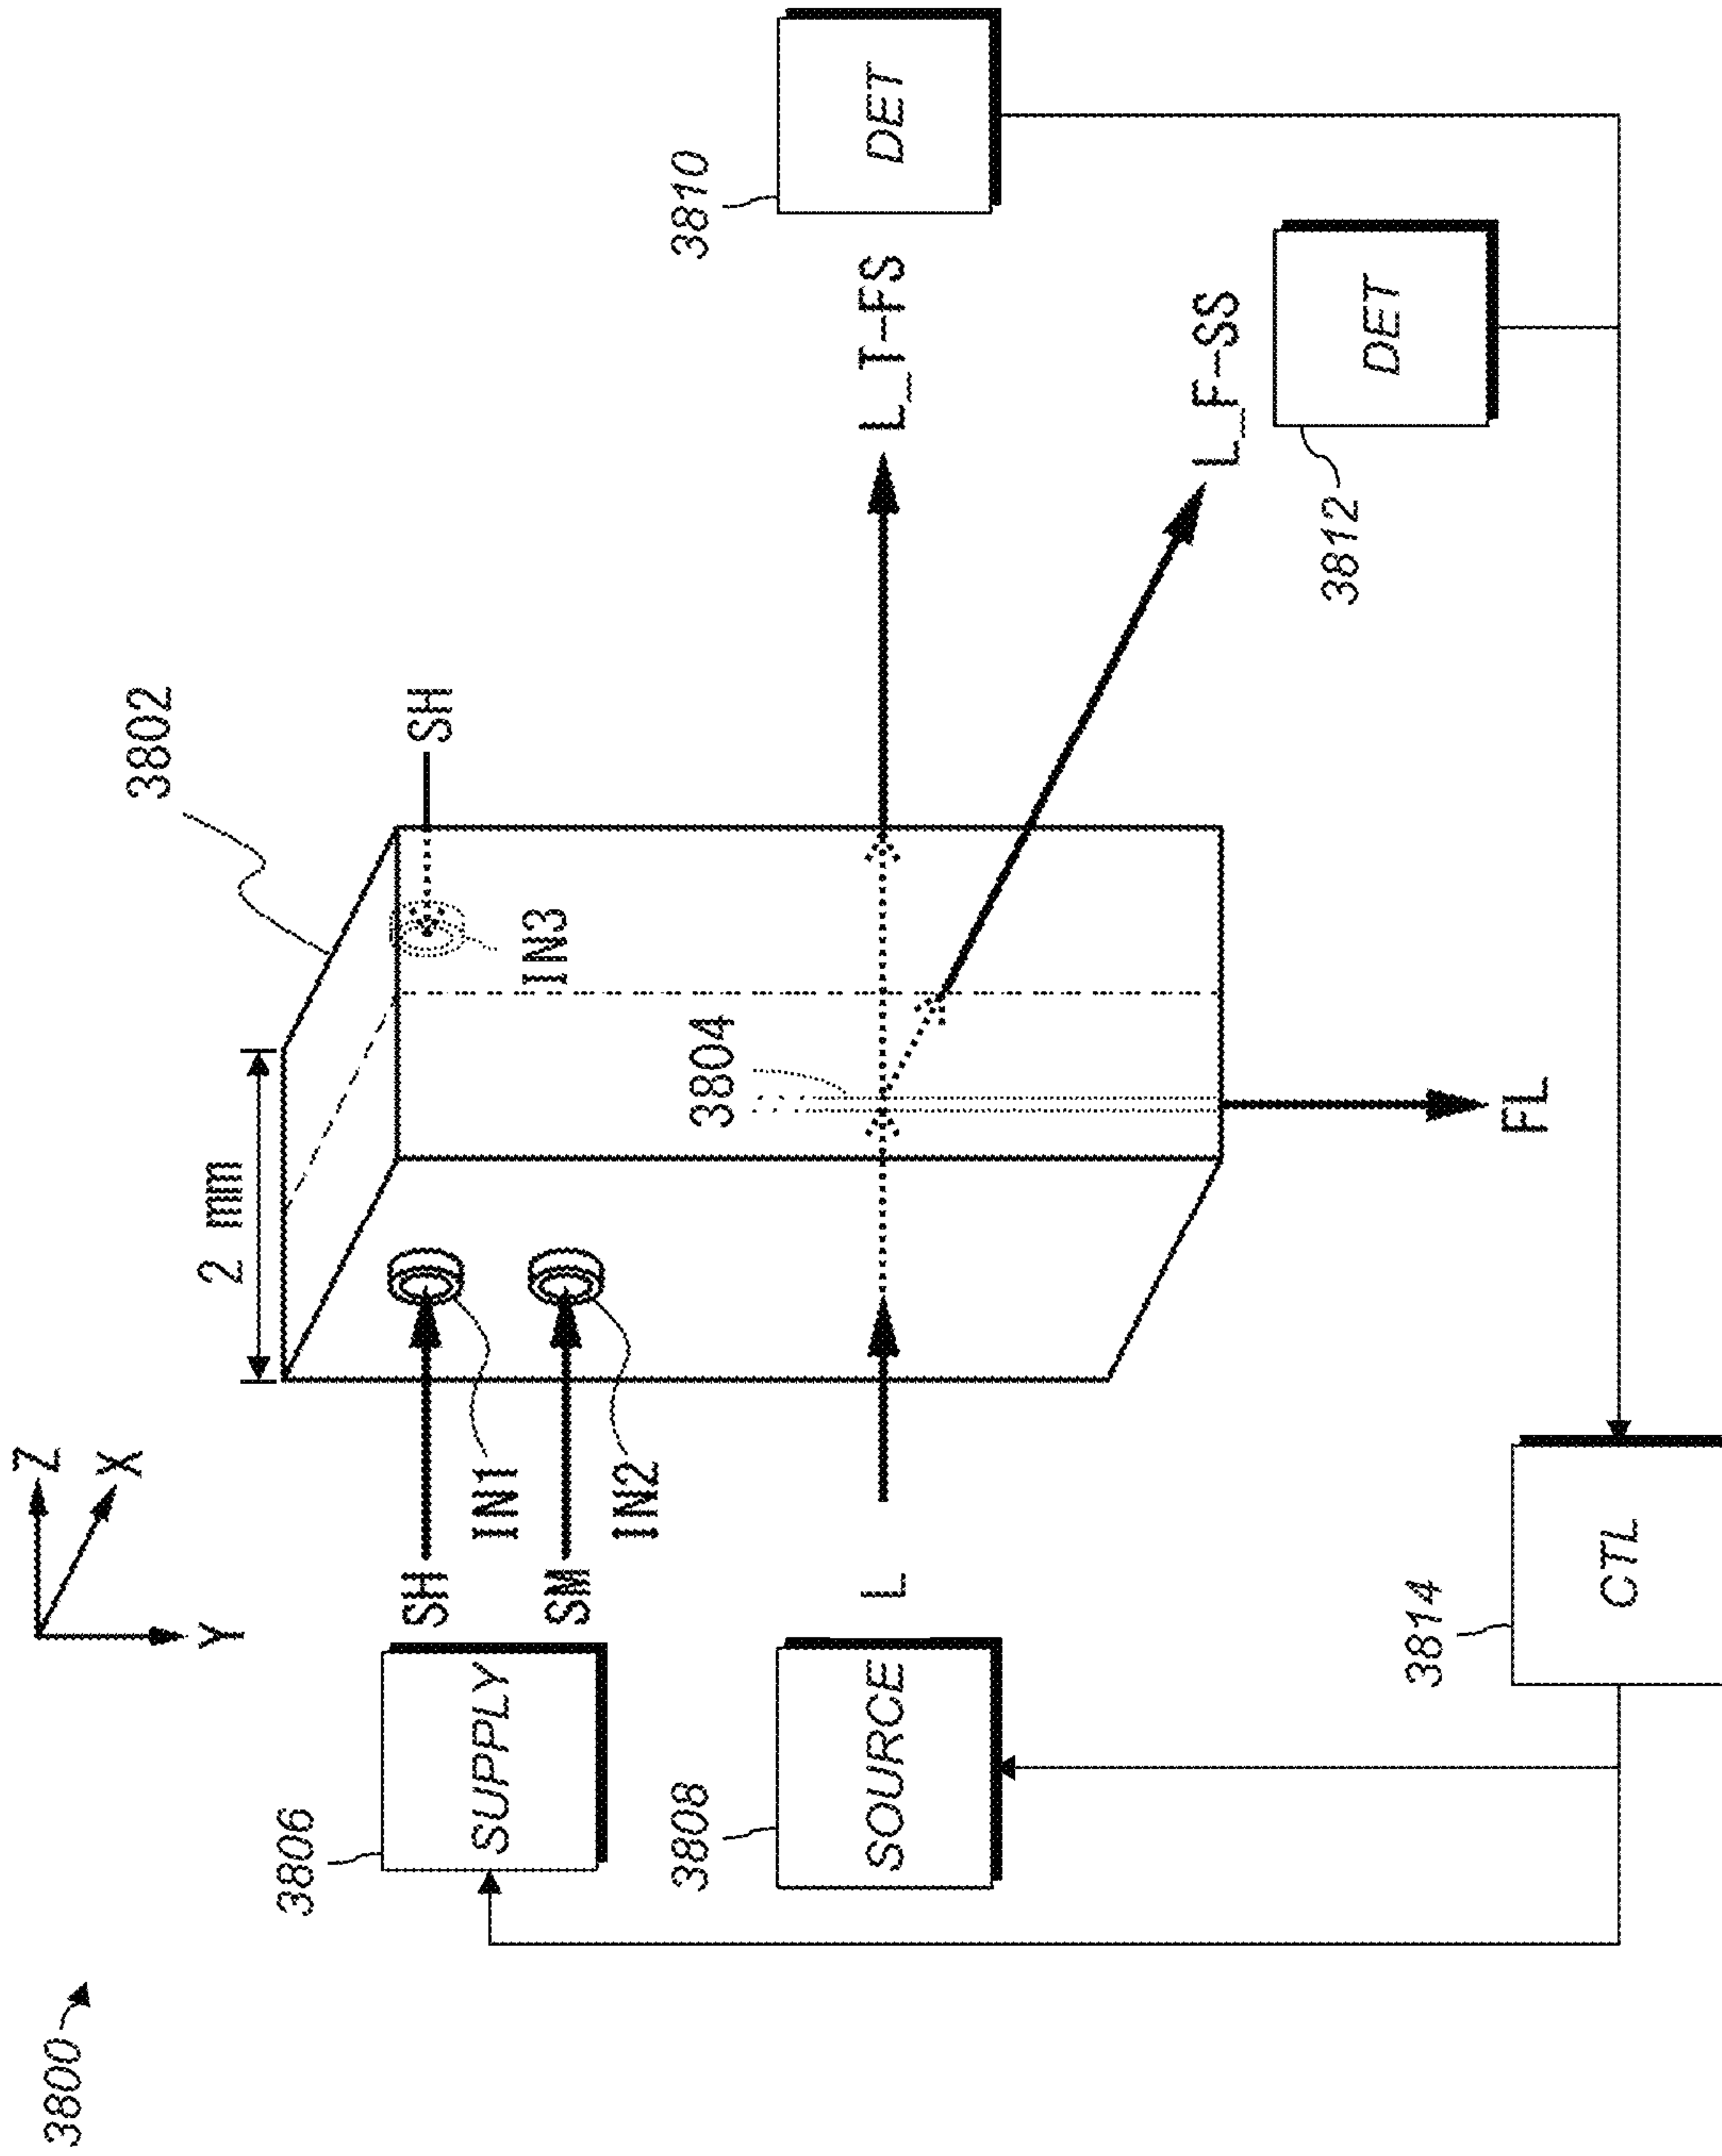 3800
Z
X
Y
2 mm
3802
3806
SUPPLY
SH
SM
IN1
IN2
IN3
SH
3808
SOURCE
L
3804
L_T-FS
3810
DET
L_F-SS
3812
DET
FL
3814
CTL